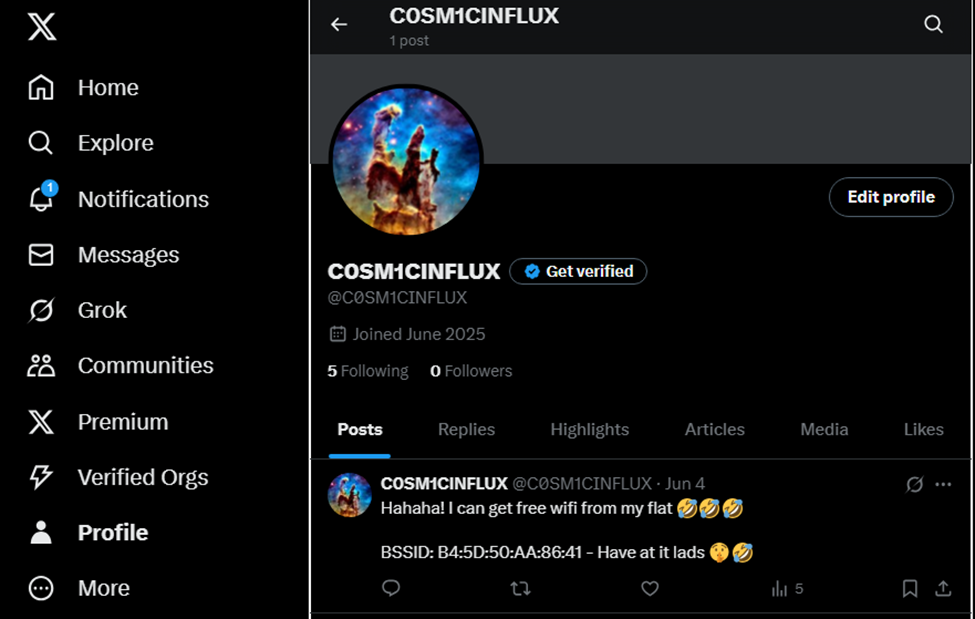 Home
Explore
1
Notifications
Messages
Grok
Communities
Premium
Verified Orgs
Profile
More
C0SM1CINFLUX
1 post
Edit profile
C0SM1CINFLUX Get verified
@C0SM1CINFLUX
Joined June 2025
5 Following 0 Followers
Posts Replies Highlights Articles Media Likes
C0SM1CINFLUX @C0SM1CINFLUX · Jun 4
Hahaha! I can get free wifi from my flat 🤣🤣🤣
BSSID: B4:5D:50:AA:86:41 - Have at it lads 🤫🤣
5